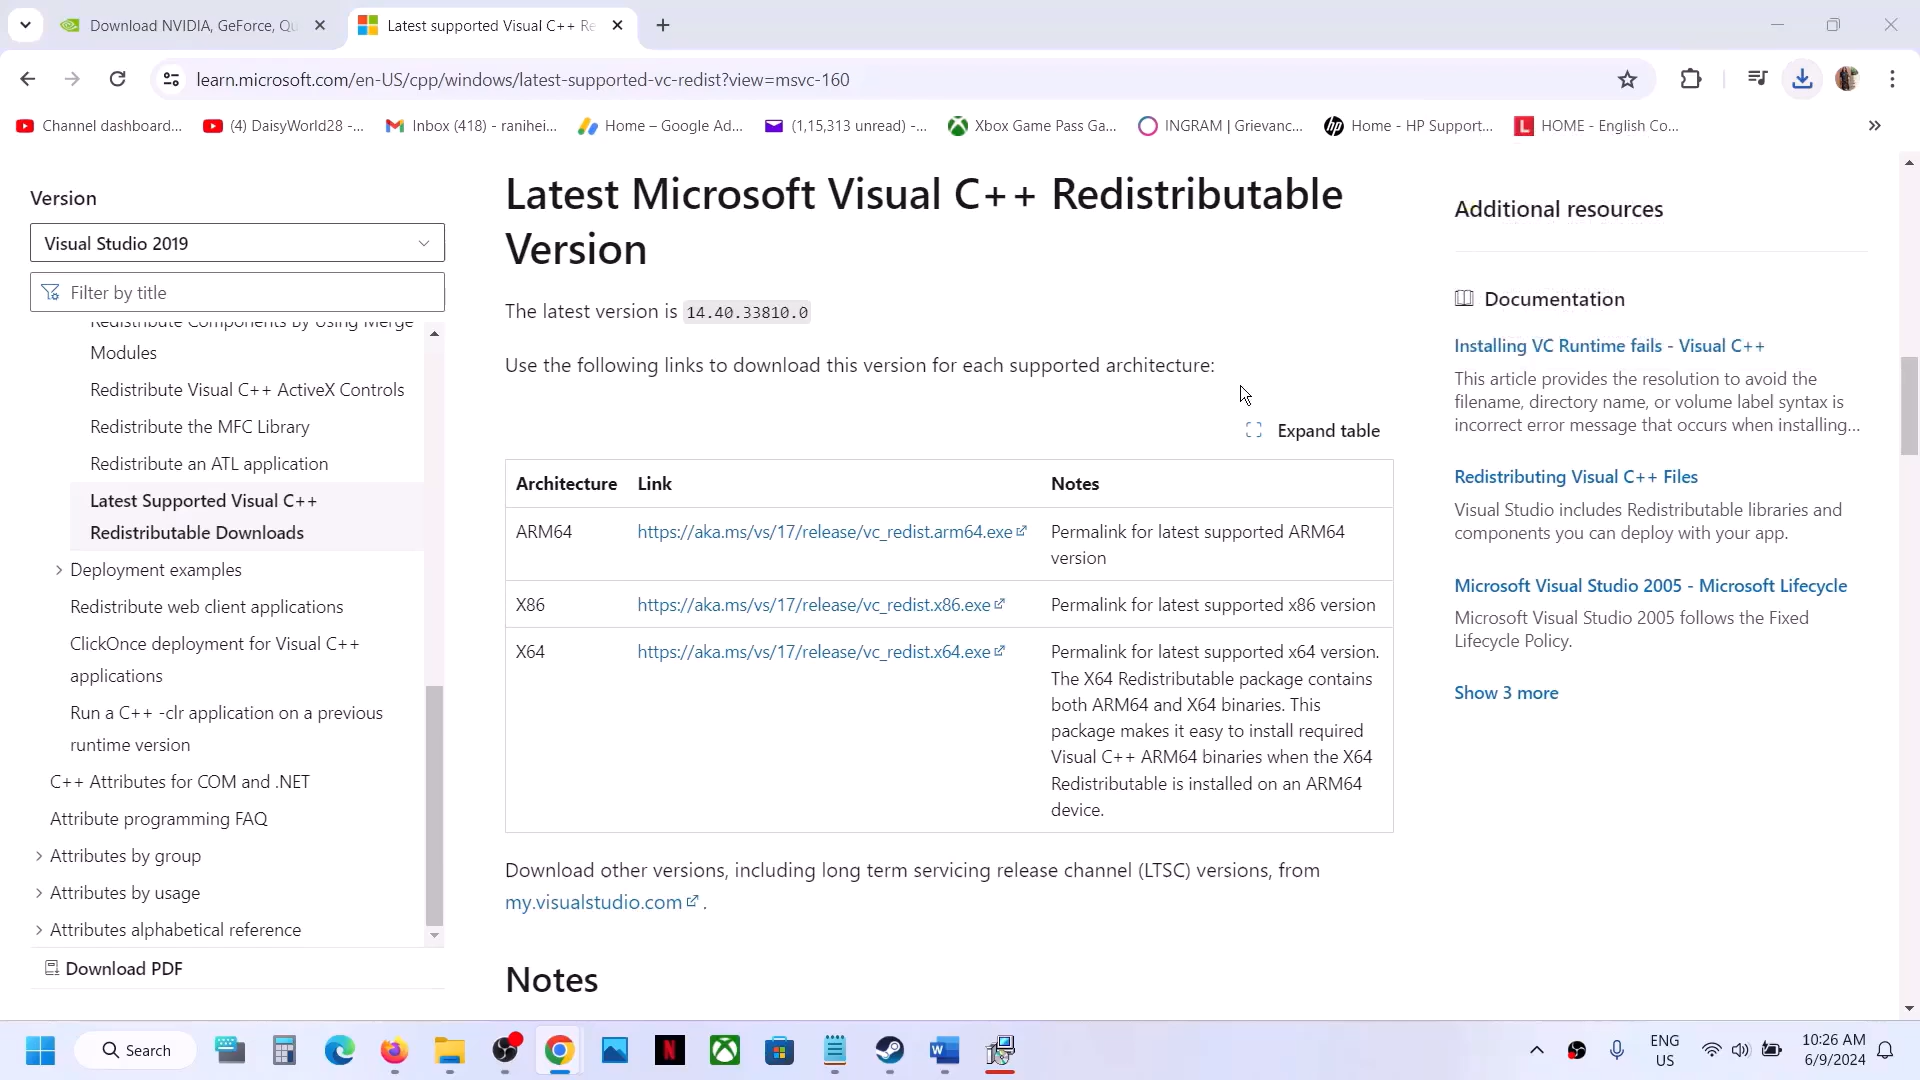 Download NVIDIA, GeForce, Qu
Latest supported Visual C++ Re
learn.microsoft.com/en-US/cpp/windows/latest-supported-vc-redist?view=msvc-160
Channel dashboard...
(4) DaisyWorld28 -...
Inbox (418) - ranihei...
Home – Google Ad...
(1,15,313 unread) -...
Xbox Game Pass Ga...
INGRAM | Grievanc...
Home - HP Support...
HOME - English Co...
Version
Visual Studio 2019
Filter by title
Redistribute Components by Using Merge
Modules
Redistribute Visual C++ ActiveX Controls
Redistribute the MFC Library
Redistribute an ATL application
Latest Supported Visual C++
Redistributable Downloads
Deployment examples
Redistribute web client applications
ClickOnce deployment for Visual C++
applications
Run a C++ -clr application on a previous
runtime version
C++ Attributes for COM and .NET
Attribute programming FAQ
Attributes by group
Attributes by usage
Attributes alphabetical reference
Download PDF
Latest Microsoft Visual C++ Redistributable
Version
The latest version is 14.40.33810.0
Use the following links to download this version for each supported architecture:
Expand table
Architecture Link Notes
ARM64 https://aka.ms/vs/17/release/vc_redist.arm64.exe Permalink for latest supported ARM64
version
X86 https://aka.ms/vs/17/release/vc_redist.x86.exe Permalink for latest supported x86 version
X64 https://aka.ms/vs/17/release/vc_redist.x64.exe Permalink for latest supported x64 version.
The X64 Redistributable package contains
both ARM64 and X64 binaries. This
package makes it easy to install required
Visual C++ ARM64 binaries when the X64
Redistributable is installed on an ARM64
device.
Download other versions, including long term servicing release channel (LTSC) versions, from
my.visualstudio.com .
Notes
Additional resources
Documentation
Installing VC Runtime fails - Visual C++
This article provides the resolution to avoid the
filename, directory name, or volume label syntax is
incorrect error message that occurs when installing...
Redistributing Visual C++ Files
Visual Studio includes Redistributable libraries and
components you can deploy with your app.
Microsoft Visual Studio 2005 - Microsoft Lifecycle
Microsoft Visual Studio 2005 follows the Fixed
Lifecycle Policy.
Show 3 more
Search
ENG
US
10:26 AM
6/9/2024